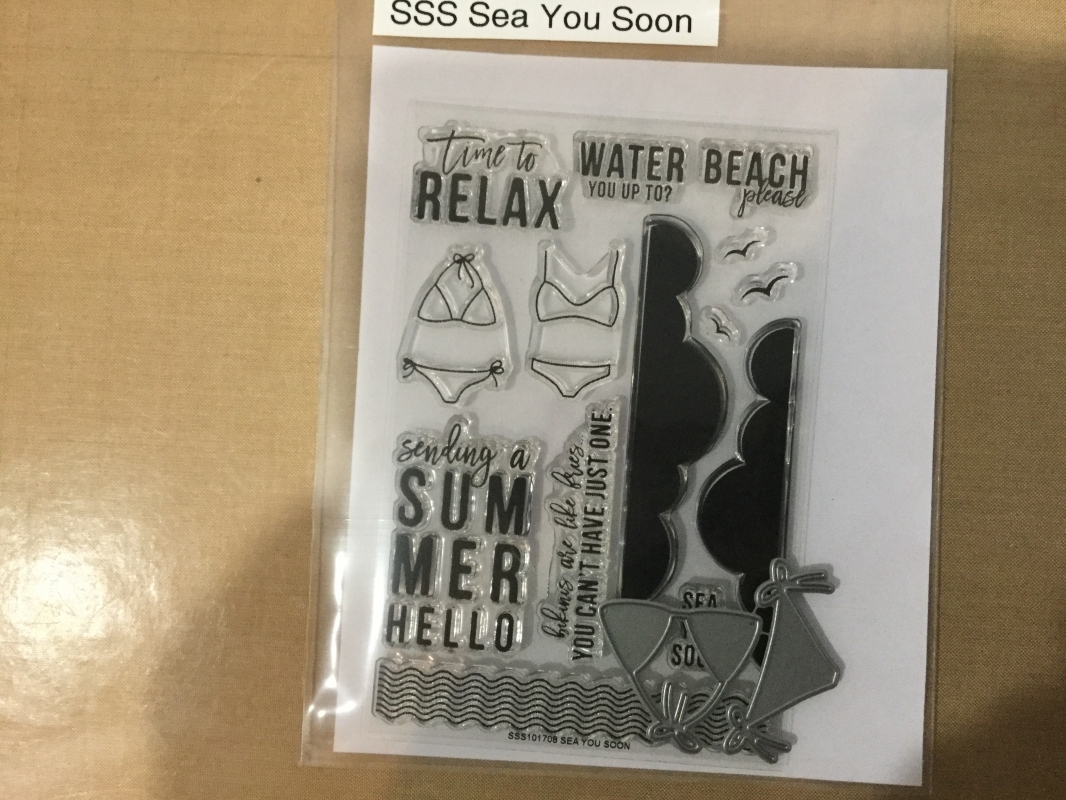 SSS Sea You Soon
time to
RELAX
WATER
YOU UP TO?
BEACH
please
sending a
SUM
MER
HELLO
bikinis are like fries...
YOU CAN'T HAVE JUST ONE.
SEA
SSS101708 SEA YOU SOON